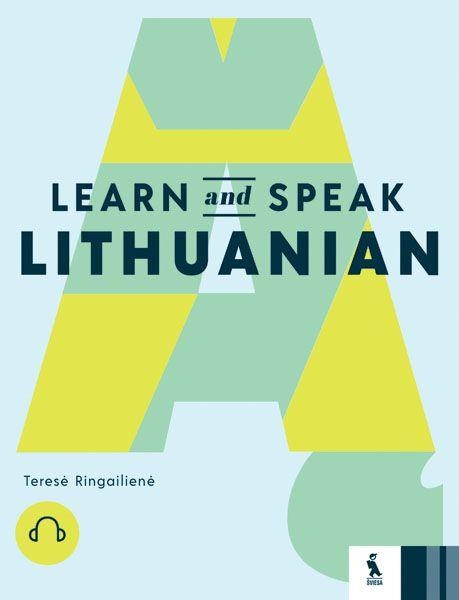 LEARN and SPEAK
LITHUANIAN
Teresė Ringailienė
ŠVIESA